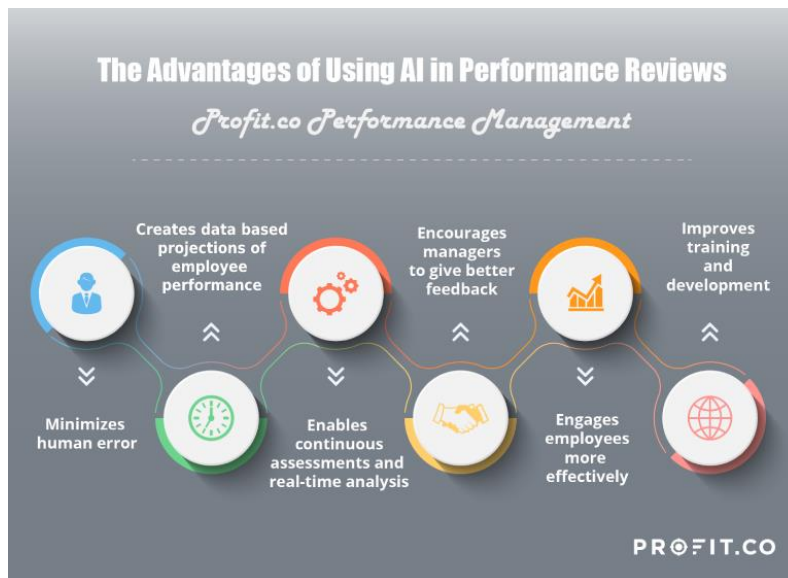 The Advantages of Using AI in Performance Reviews
Profit.co Performance Management
Minimizes
human error
Creates data based
projections of
employee
performance
Enables
continuous
assessments and
real-time analysis
Encourages
managers
to give better
feedback
Engages
employees
more
effectively
Improves
training
and
development
PROFIT.CO